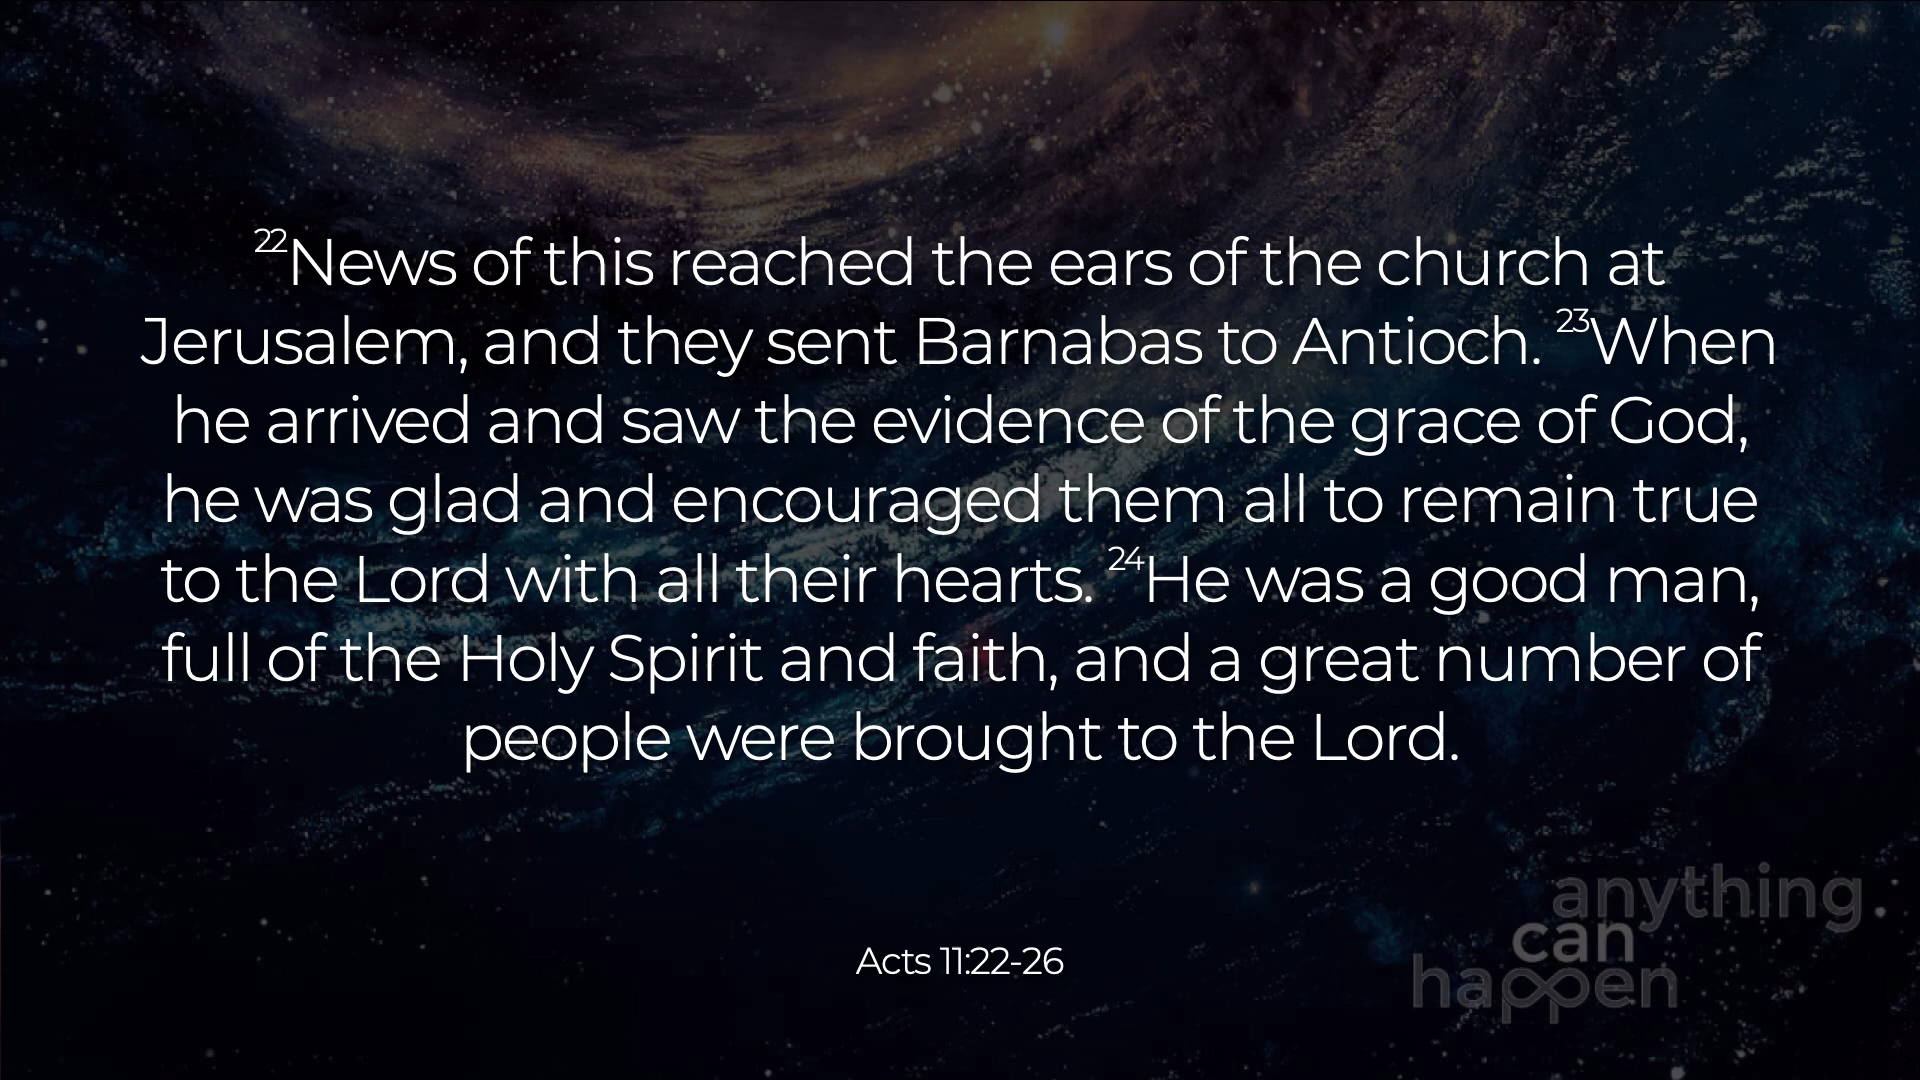 22News of this reached the ears of the church at
Jerusalem, and they sent Barnabas to Antioch. 23When
he arrived and saw the evidence of the grace of God,
he was glad and encouraged them all to remain true
to the Lord with all their hearts. 24He was a good man,
full of the Holy Spirit and faith, and a great number of
people were brought to the Lord.
Acts 11:22-26
anything
can
happen